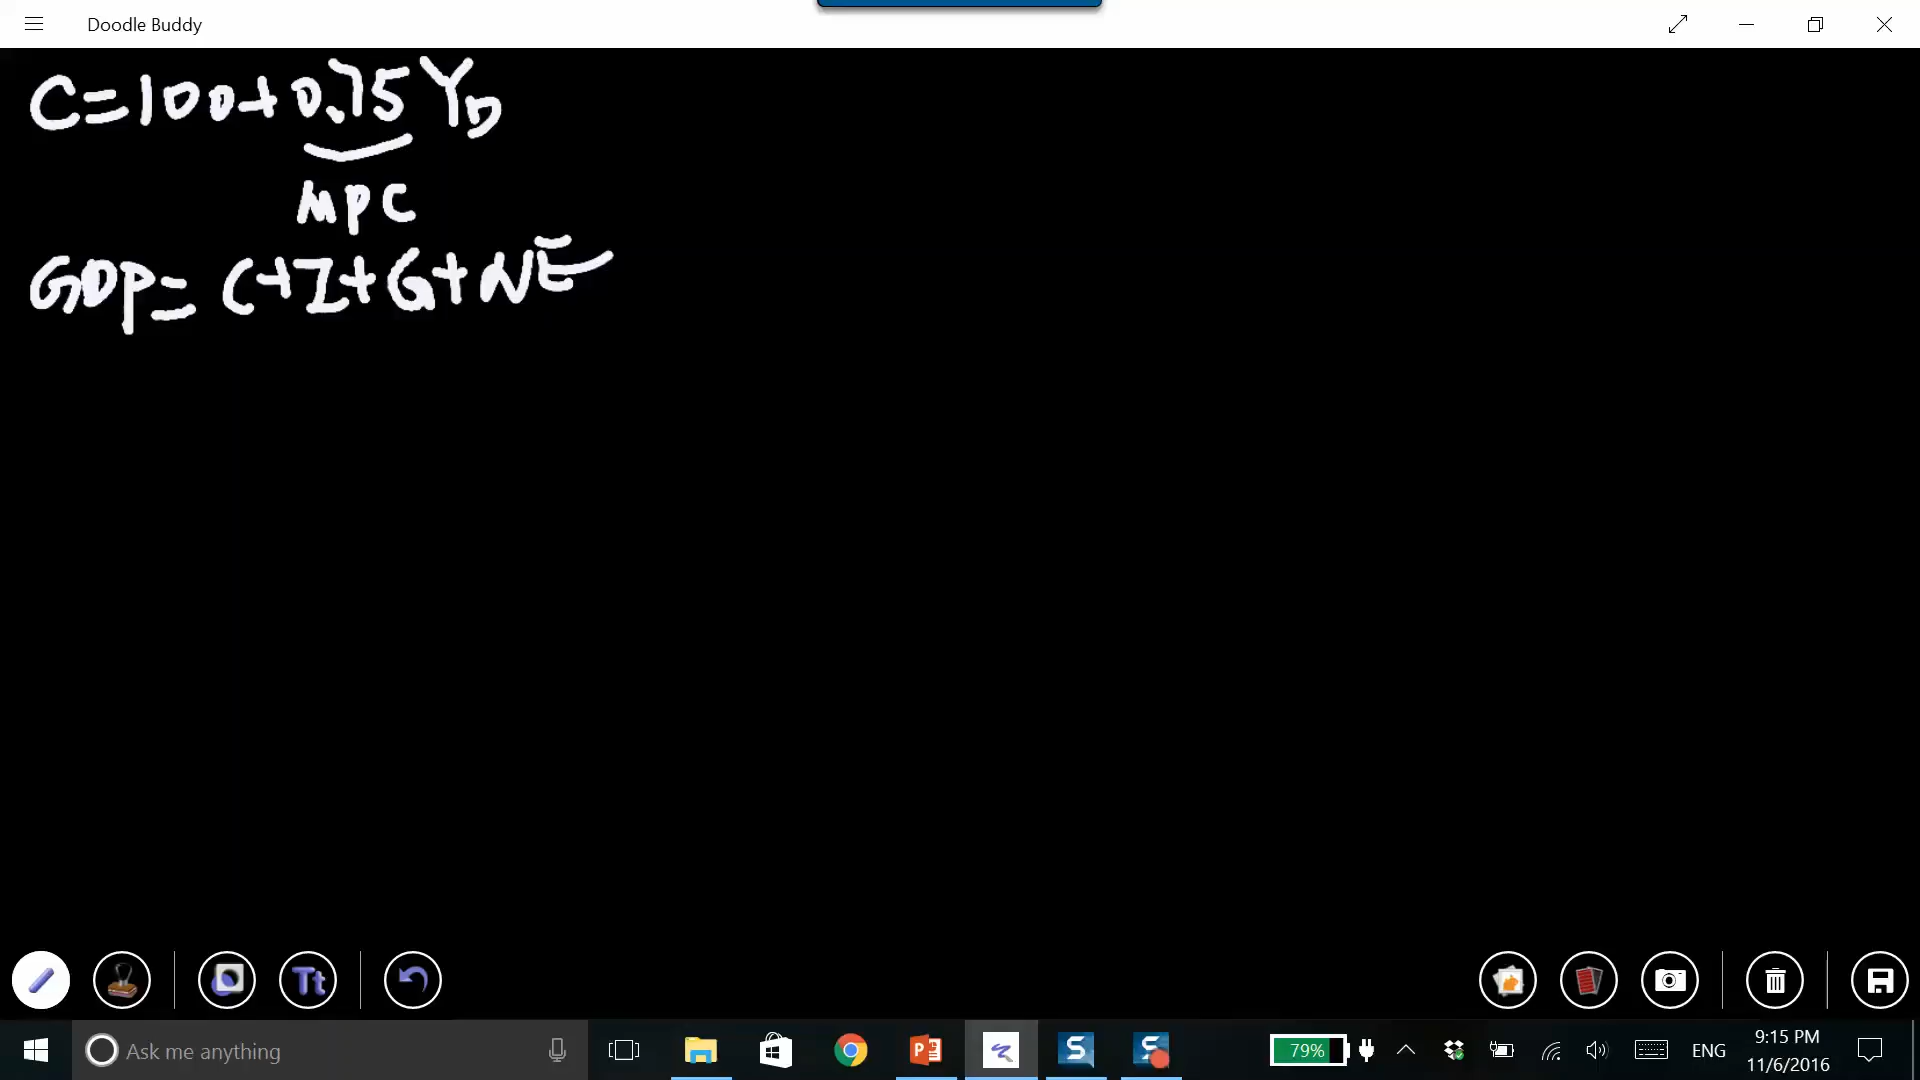 Doodle Buddy
C=100+0.75 YD
MPC
GDP= C+I+G+NE
Tt
Ask me anything
79%
ENG
9:15 PM
11/6/2016